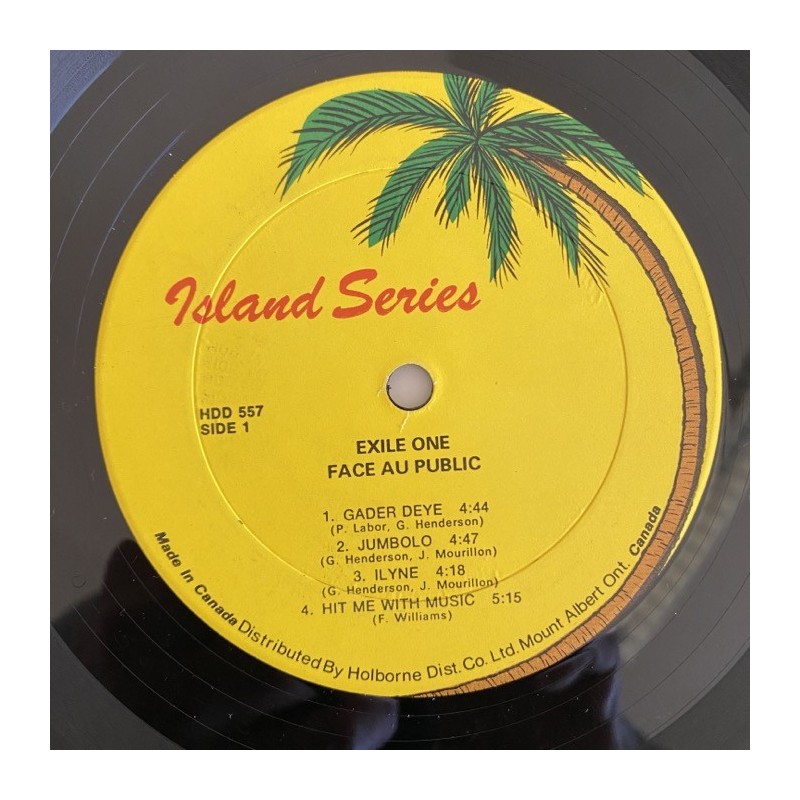 Island Series
HDD 557
SIDE 1
EXILE ONE
FACE AU PUBLIC
1. GADER DEYE 4:44
(P. Labor, G. Henderson)
2. JUMBOLO 4:47
(G. Henderson, J. Mourillon)
3. ILYNE 4:18
(G. Henderson, J. Mourillon)
4. HIT ME WITH MUSIC 5:15
(F. Williams)
Made In Canada Distributed By Holborne Dist. Co. Ltd. Mount Albert Ont. Canada